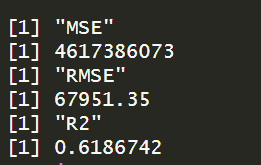 [1] "MSE"
[1] 4617386073
[1] "RMSE"
[1] 67951.35
[1] "R2"
[1] 0.6186742